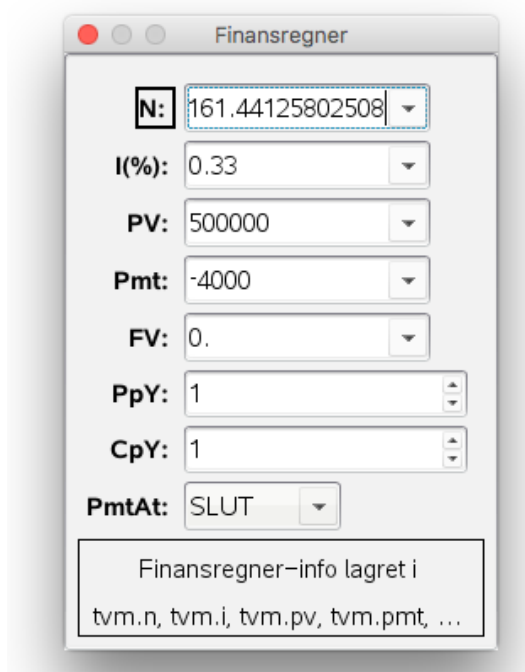 Finansregner
N: 161.44125802508
I(%): 0.33
PV: 500000
Pmt: -4000
FV: 0.
PpY: 1
CpY: 1
PmtAt: SLUT
Finansregner-info lagret i
tvm.n, tvm.i, tvm.pv, tvm.pmt, ...